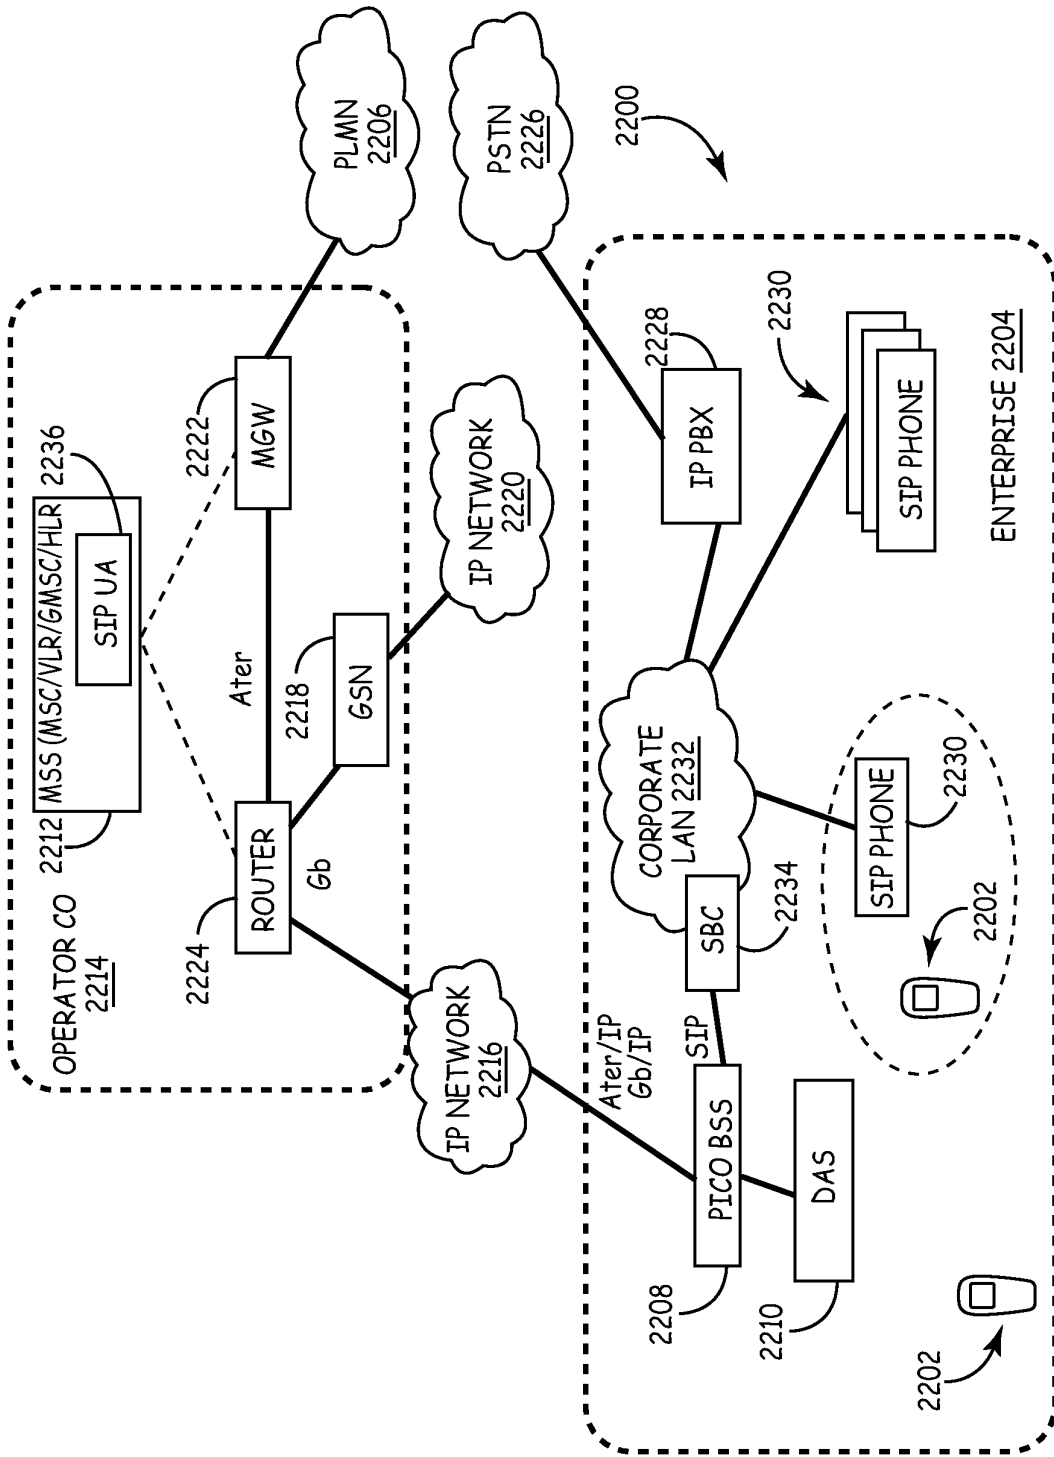 OPERATOR CO
2214
2212
MSS (MSC/VLR/GMSC/HLR
SIP UA
2236
2224
ROUTER
Ater
2222
MGW
Gb
2218
GSN
PLMN
2206
IP NETWORK
2216
IP NETWORK
2220
PSTN
2226
2200
Ater/IP
Gb/IP
SIP
2208
PICO BSS
2210
DAS
SBC
2234
CORPORATE
LAN 2232
IP PBX
2228
2230
SIP PHONE
SIP PHONE
2230
2202
2202
ENTERPRISE 2204